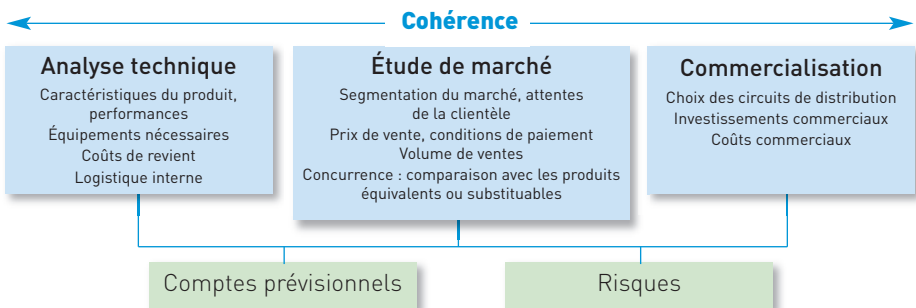 Cohérence
Analyse technique
Caractéristiques du produit,
performances
Équipements nécessaires
Coûts de revient
Logistique interne
Étude de marché
Segmentation du marché, attentes
de la clientèle
Prix de vente, conditions de paiement
Volume de ventes
Concurrence : comparaison avec les produits
équivalents ou substituables
Commercialisation
Choix des circuits de distribution
Investissements commerciaux
Coûts commerciaux
Comptes prévisionnels
Risques